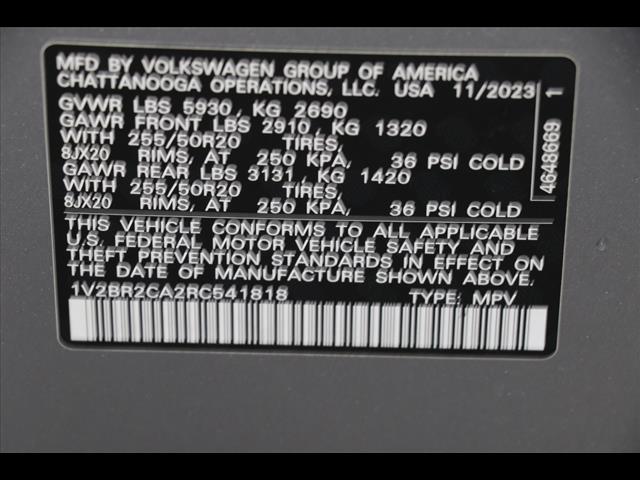 MFD BY VOLKSWAGEN GROUP OF AMERICA
CHATTANOOGA OPERATIONS, LLC. USA 11/2023
GVWR LBS 5930, KG 2690
GAWR FRONT LBS 2910, KG 1320
WITH 255/50R20 TIRES,
8JX20 RIMS, AT 250 KPA, 36 PSI COLD
GAWR REAR LBS 3131, KG 1420
WITH 255/50R20 TIRES,
8JX20 RIMS, AT 250 KPA, 36 PSI COLD
THIS VEHICLE CONFORMS TO ALL APPLICABLE
U.S. FEDERAL MOTOR VEHICLE SAFETY AND
THEFT PREVENTION STANDARDS IN EFFECT ON
THE DATE OF MANUFACTURE SHOWN ABOVE.
1V2BR2CA2RC541818 TYPE: MPV
4648669 1